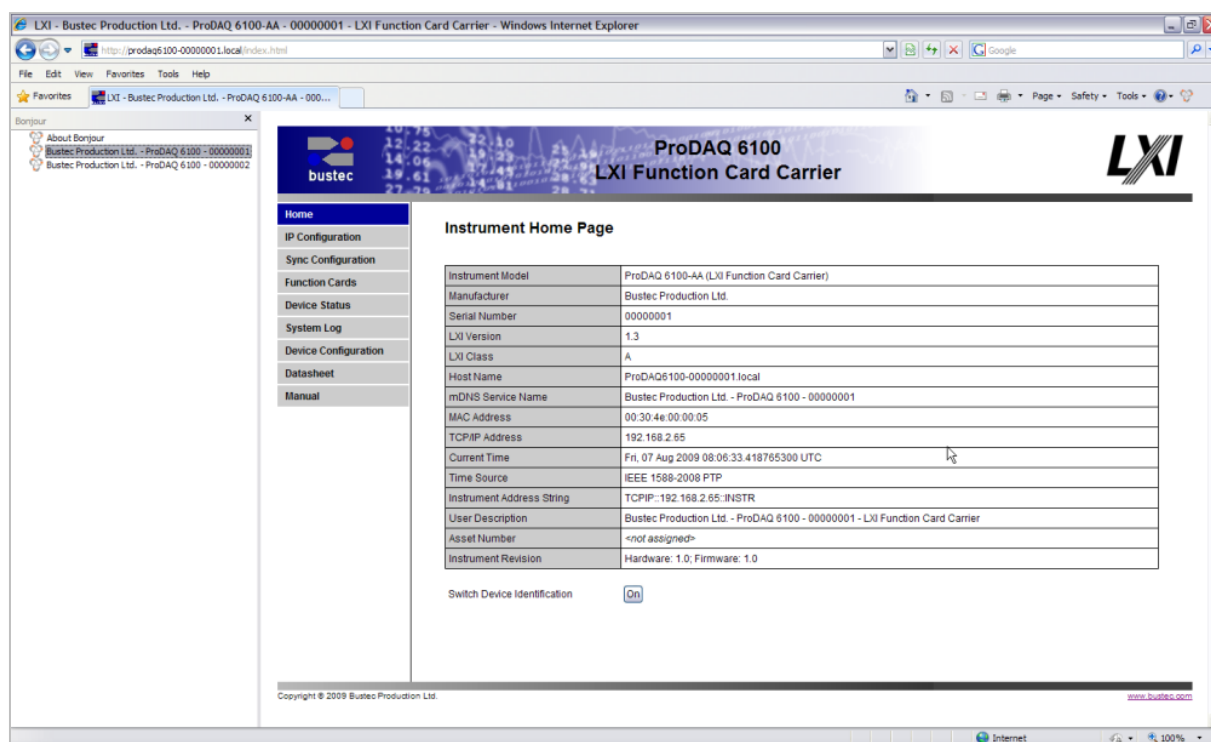 LXI - Bustec Production Ltd. - ProDAQ 6100-AA - 00000001 - LXI Function Card Carrier - Windows Internet Explorer
http://prodaq6100-00000001.local/index.html
Google
File Edit View Favorites Tools Help
Favorites
LXI - Bustec Production Ltd. - ProDAQ 6100-AA - 000...
Page Safety Tools
Bonjour
About Bonjour
Bustec Production Ltd. - ProDAQ 6100 - 00000001
Bustec Production Ltd. - ProDAQ 6100 - 00000002
bustec
ProDAQ 6100
LXI Function Card Carrier
LXI
Home
IP Configuration
Sync Configuration
Function Cards
Device Status
System Log
Device Configuration
Datasheet
Manual
Instrument Home Page
Instrument Model ProDAQ 6100-AA (LXI Function Card Carrier)
Manufacturer Bustec Production Ltd.
Serial Number 00000001
LXI Version 1.3
LXI Class A
Host Name ProDAQ6100-00000001.local
mDNS Service Name Bustec Production Ltd. - ProDAQ 6100 - 00000001
MAC Address 00:30:4e:00:00:05
TCP/IP Address 192.168.2.65
Current Time Fri, 07 Aug 2009 08:06:33.418765300 UTC
Time Source IEEE 1588-2008 PTP
Instrument Address String TCPIP::192.168.2.65::INSTR
User Description Bustec Production Ltd. - ProDAQ 6100 - 00000001 - LXI Function Card Carrier
Asset Number <not assigned>
Instrument Revision Hardware: 1.0; Firmware: 1.0
Switch Device Identification On
Copyright © 2009 Bustec Production Ltd.
www.bustec.com
Internet
100%